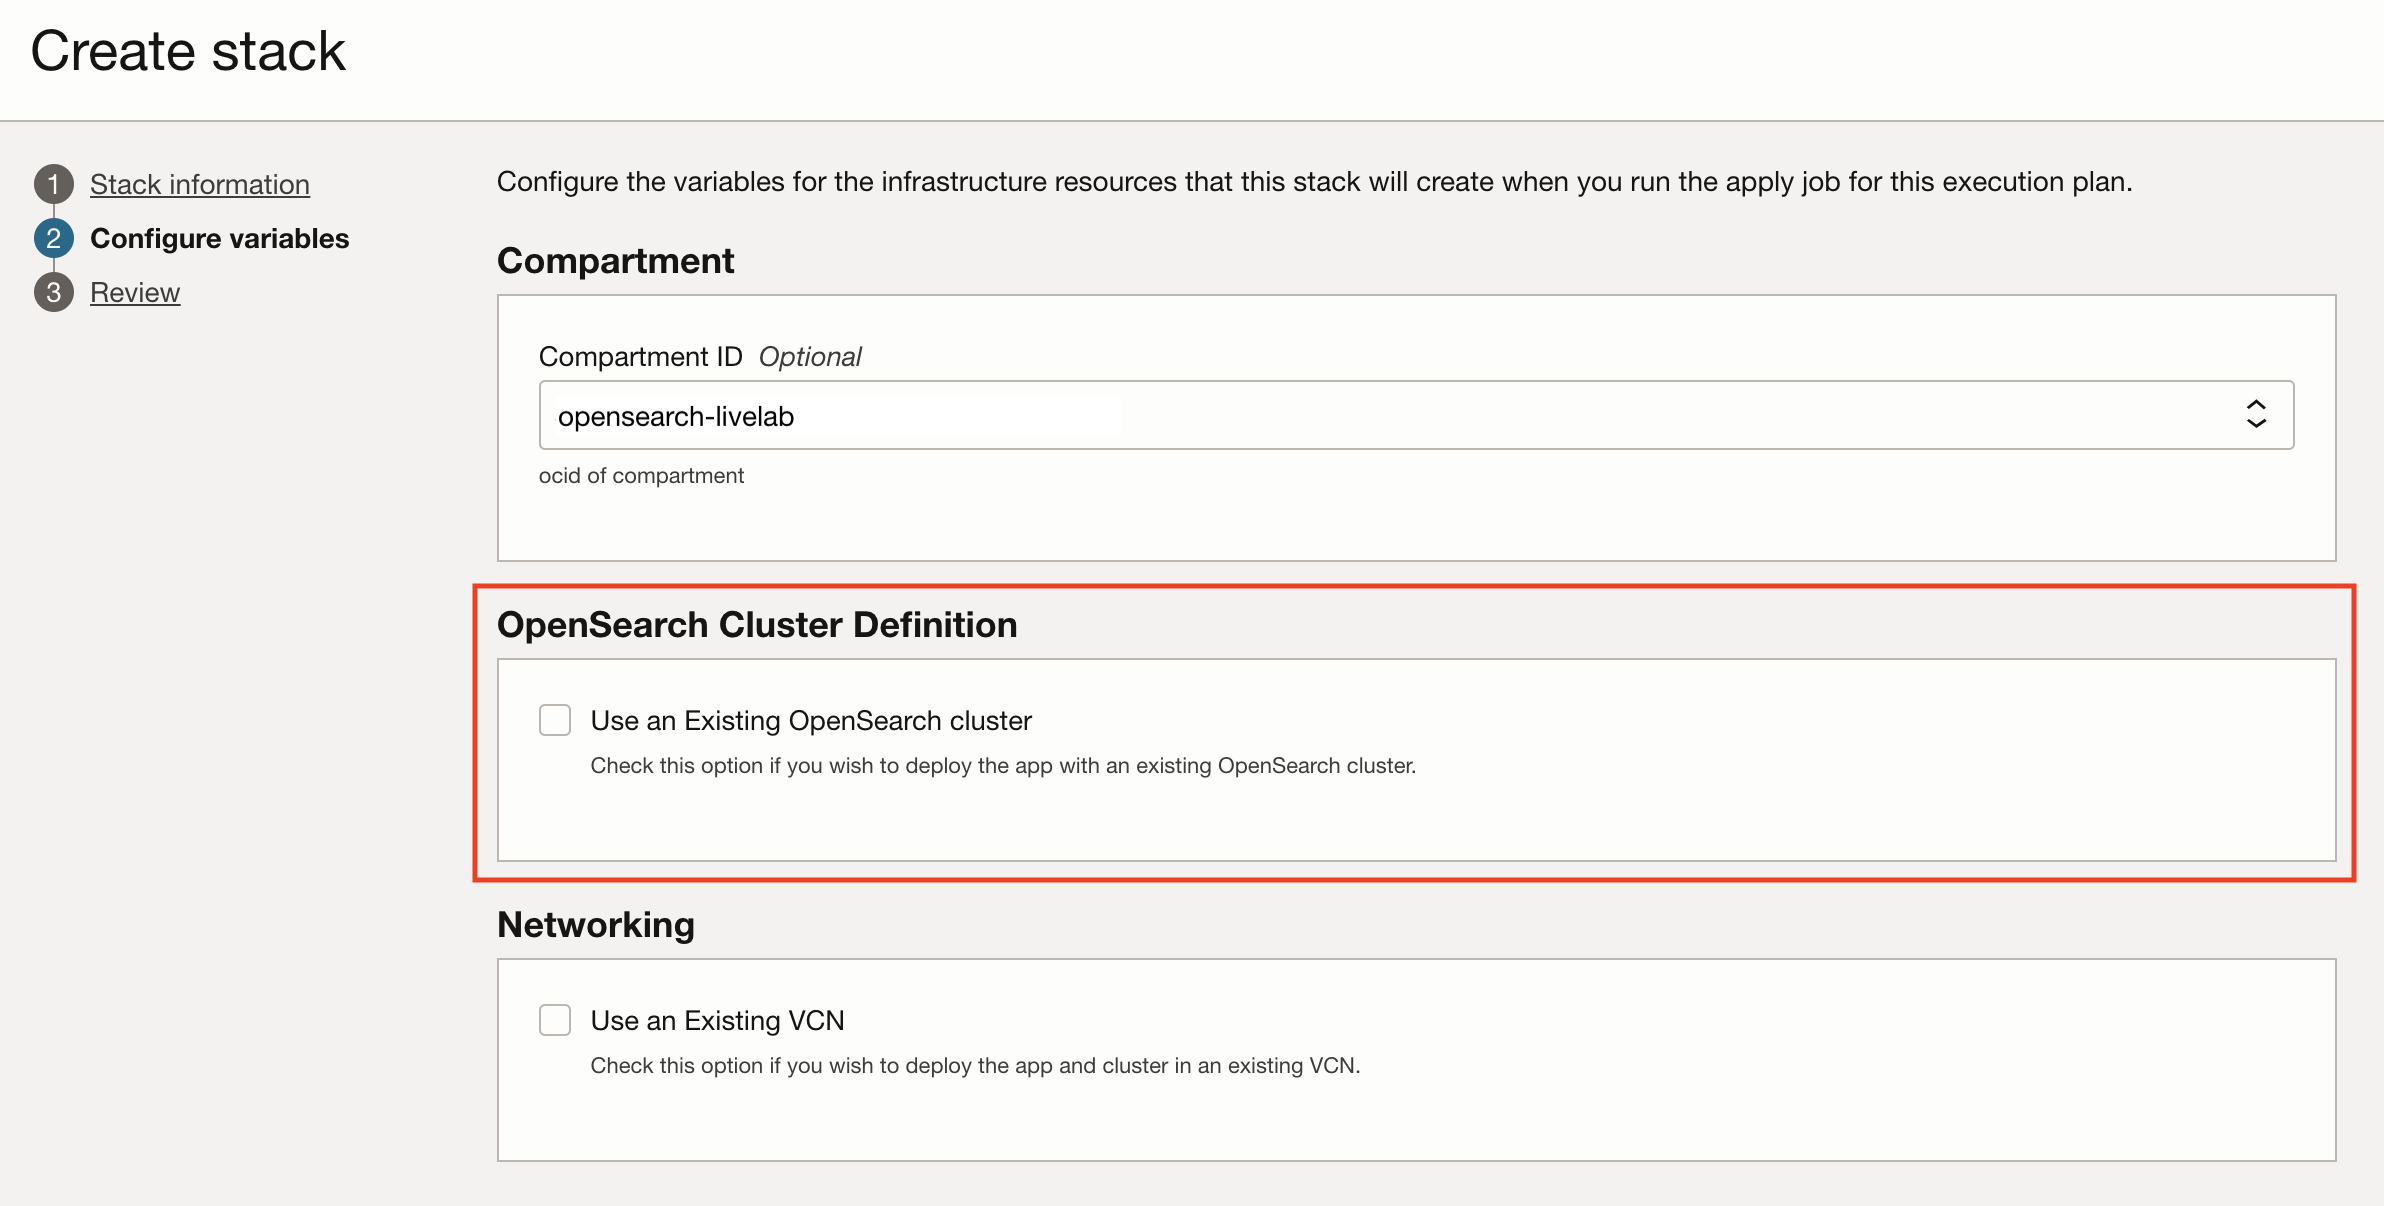 Create stack
1 Stack information
2 Configure variables
3 Review
Configure the variables for the infrastructure resources that this stack will create when you run the apply job for this execution plan.
Compartment
Compartment ID Optional
opensearch-livelab
ocid of compartment
OpenSearch Cluster Definition
Use an Existing OpenSearch cluster
Check this option if you wish to deploy the app with an existing OpenSearch cluster.
Networking
Use an Existing VCN
Check this option if you wish to deploy the app and cluster in an existing VCN.